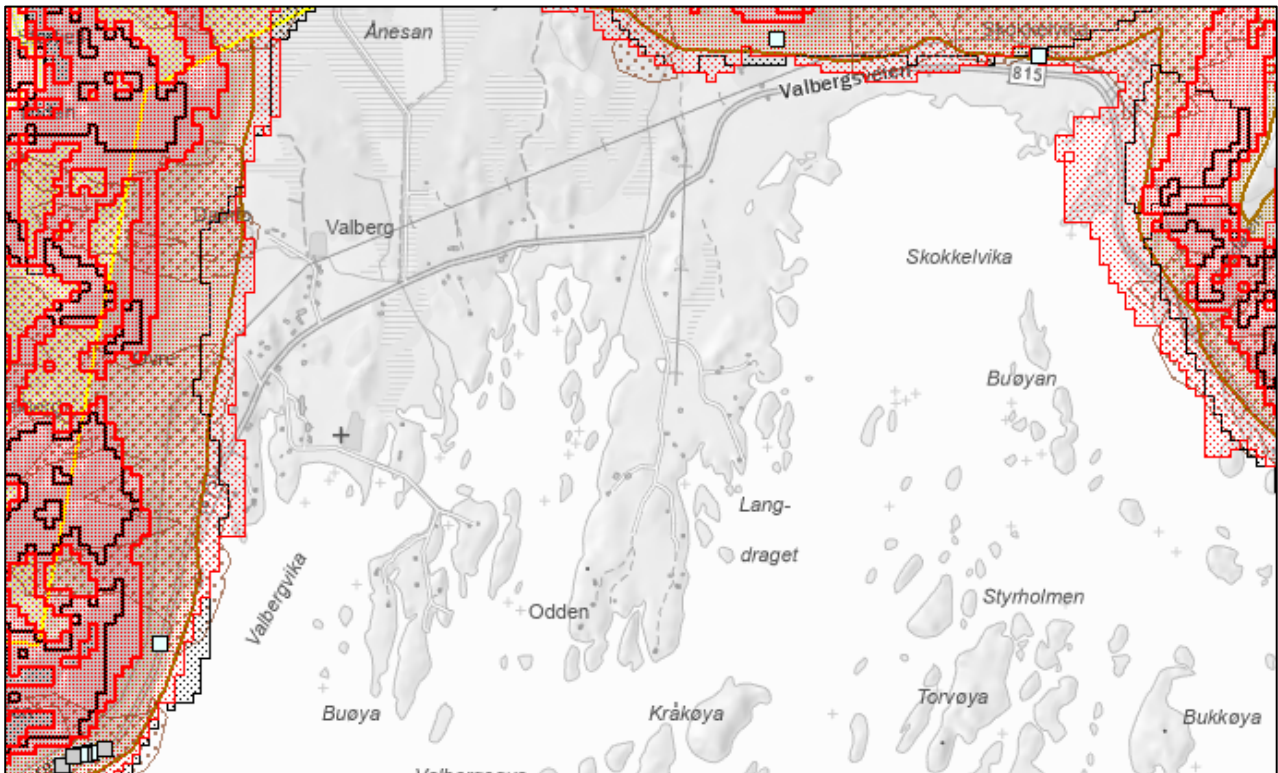 Ånesan
Skokkelvika
815
Valbergsveien
Valberg
Skokkelvika
Buøyan
Lang-
draget
Valbergvika
Odden
Styrholmen
Buøya
Kråkøya
Torvøya
Bukkøya